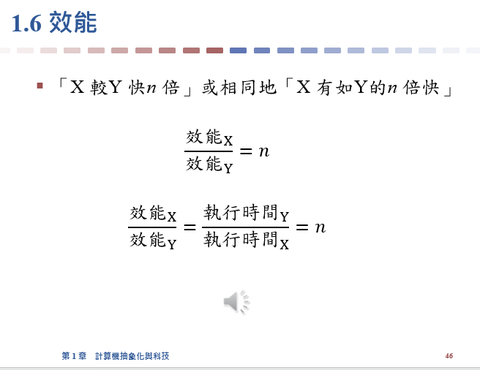 1.6 效能
「X 較Y 快n 倍」或相同地「X 有如Y的n 倍快」
效能X / 效能Y = n
效能X / 效能Y = 執行時間Y / 執行時間X = n
第 1 章 計算機抽象化與科技
46